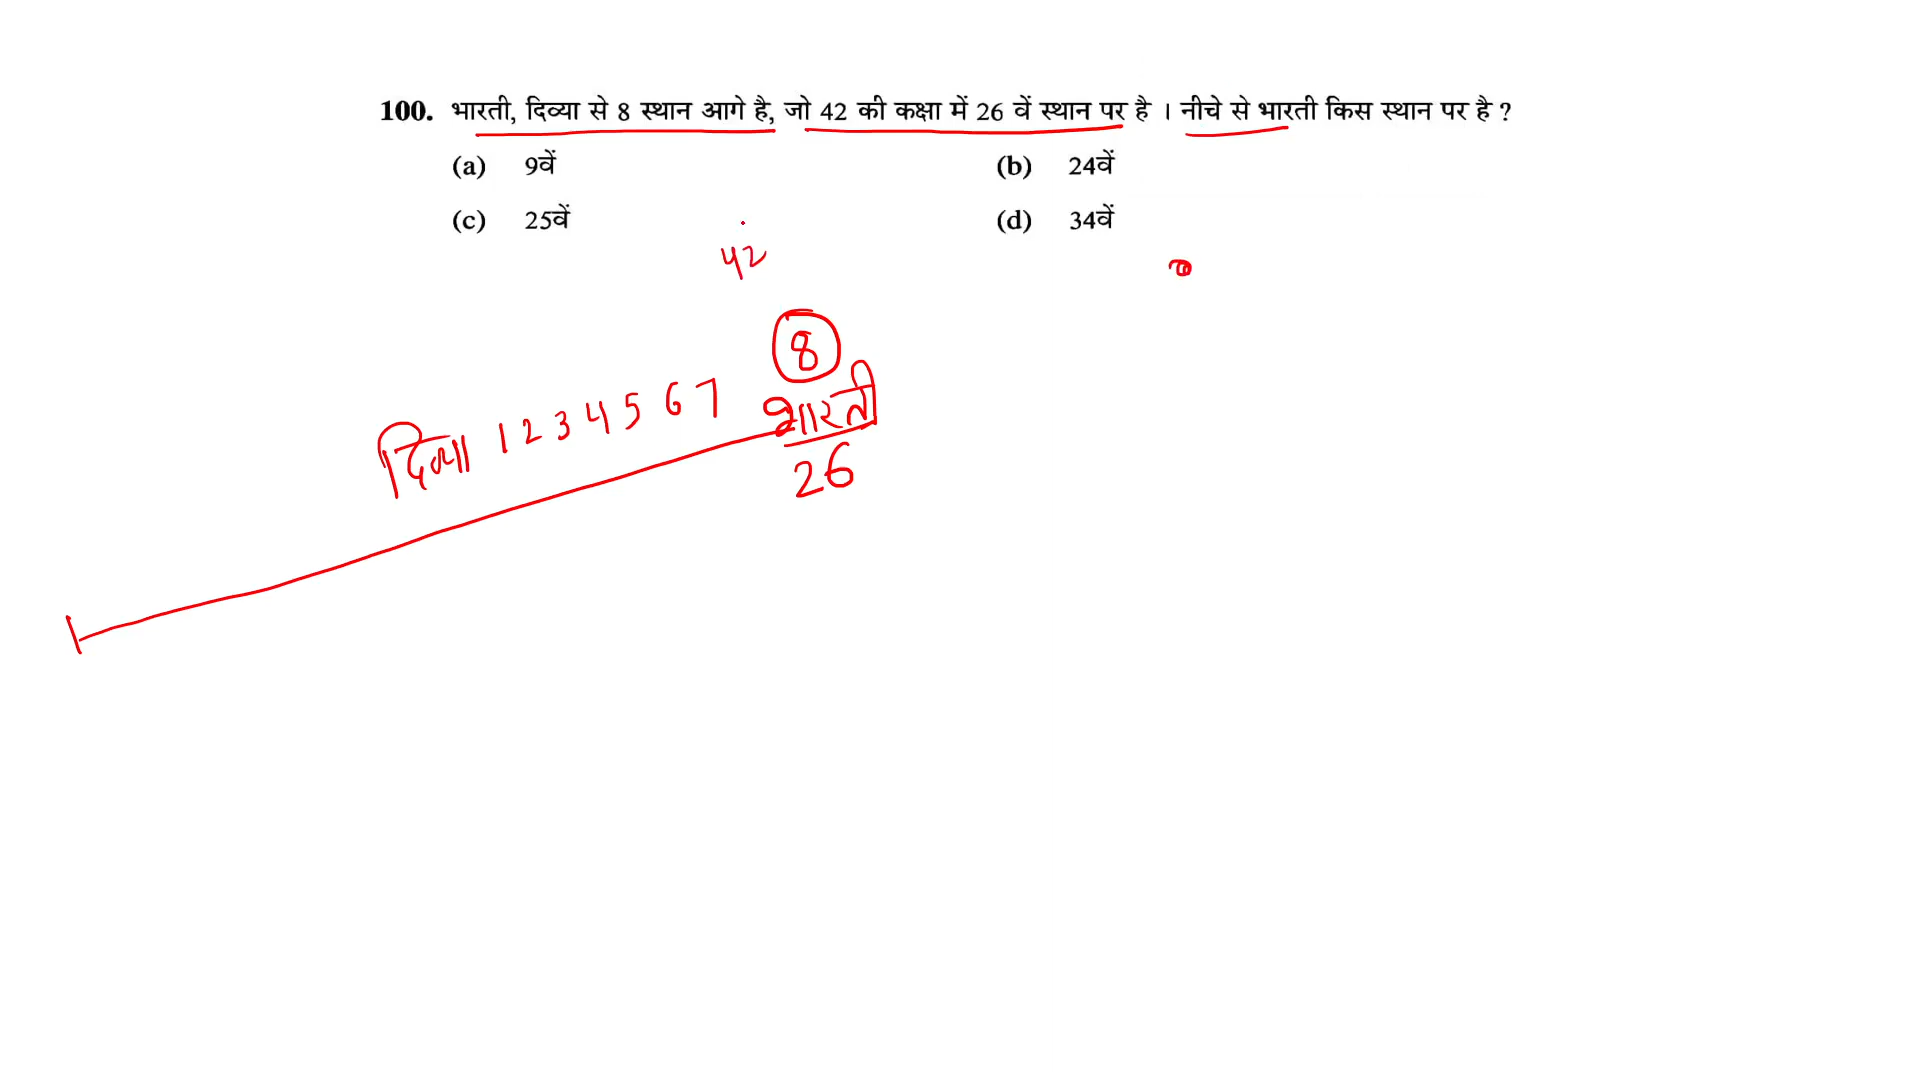 100. भारती, दिव्या से 8 स्थान आगे है, जो 42 की कक्षा में 26 वें स्थान पर है । नीचे से भारती किस स्थान पर है ?
(a) 9वें (b) 24वें
(c) 25वें (d) 34वें
42
8
दिव्या 1 2 3 4 5 6 7 भारती
26